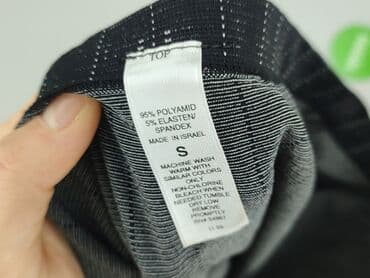 TOP
95% POLYAMID
5% ELASTEN/
SPANDEX
MADE IN ISRAEL
S
MACHINE WASH
WARM WITH
SIMILAR COLORS
ONLY
NON-CHLORINE
BLEACH WHEN
NEEDED TUMBLE
DRY LOW
REMOVE
PROMPTLY